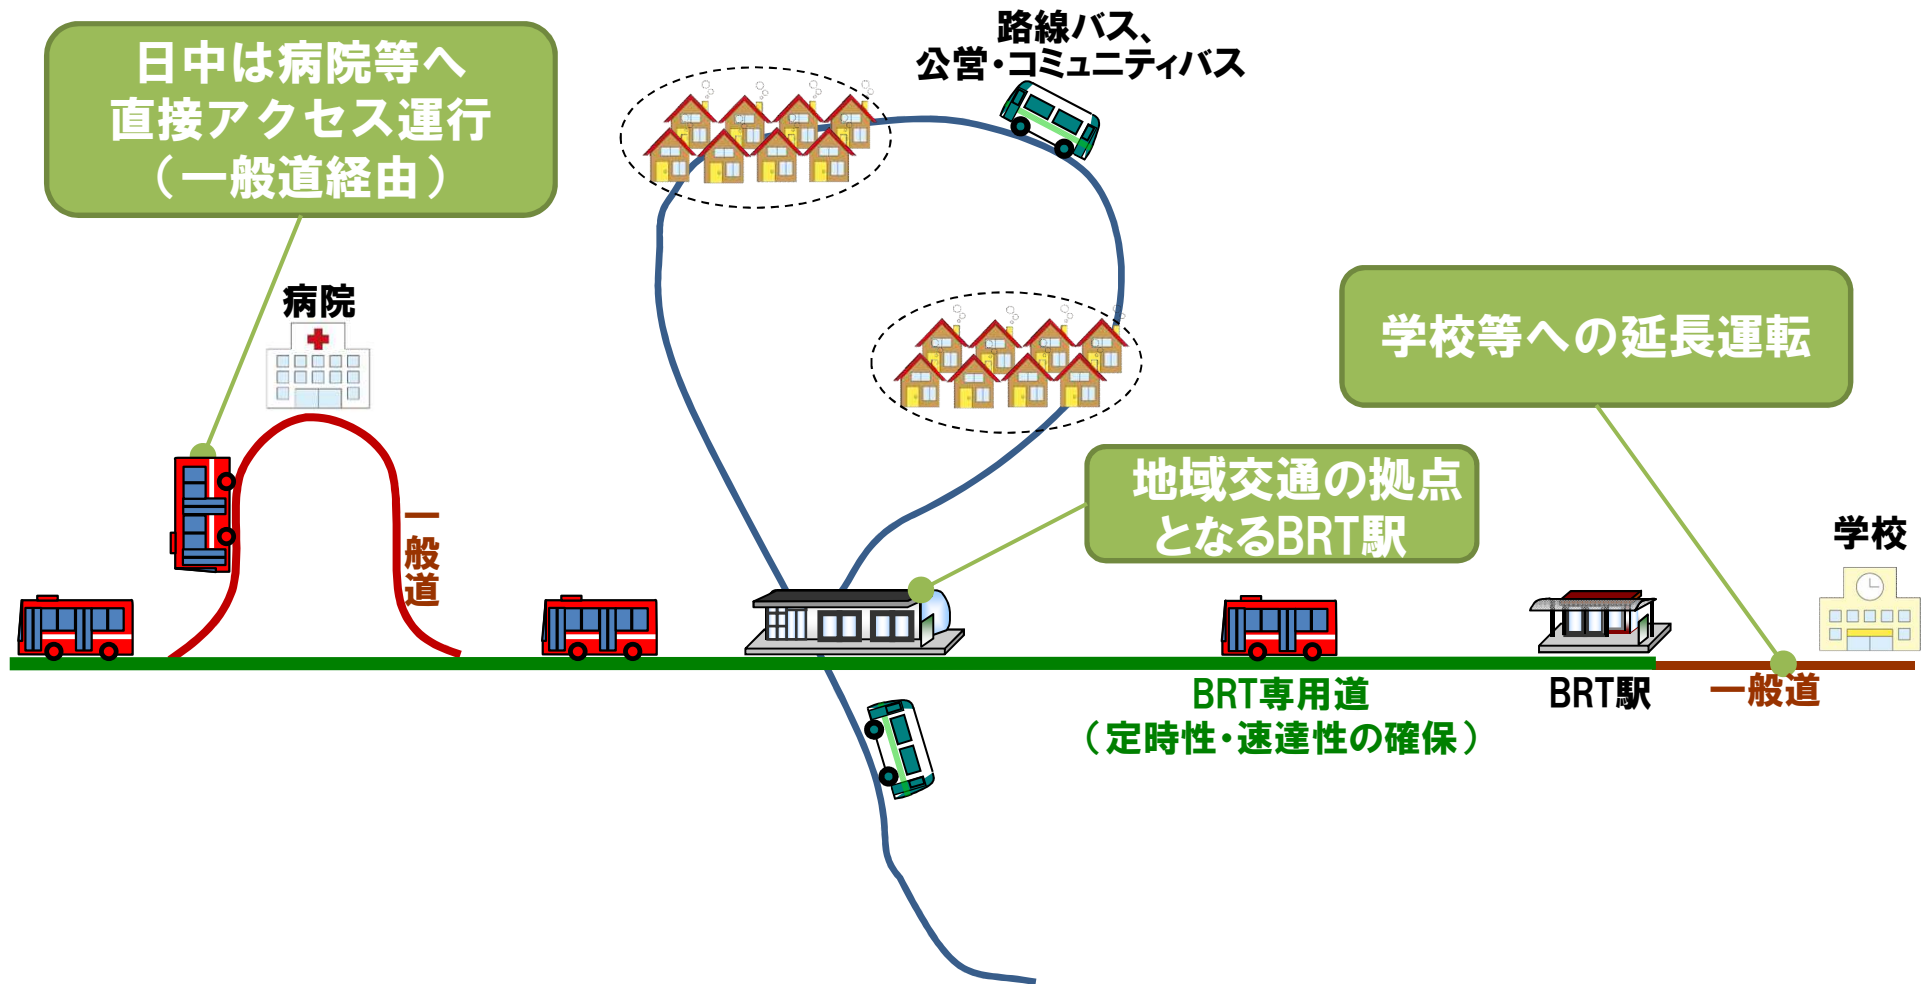 路線バス、
公営・コミュニティバス
日中は病院等へ
直接アクセス運行
（一般道経由）
病院
学校等への延長運転
地域交通の拠点
となるBRT駅
一般道
学校
BRT専用道
（定時性・速達性の確保）
BRT駅
一般道